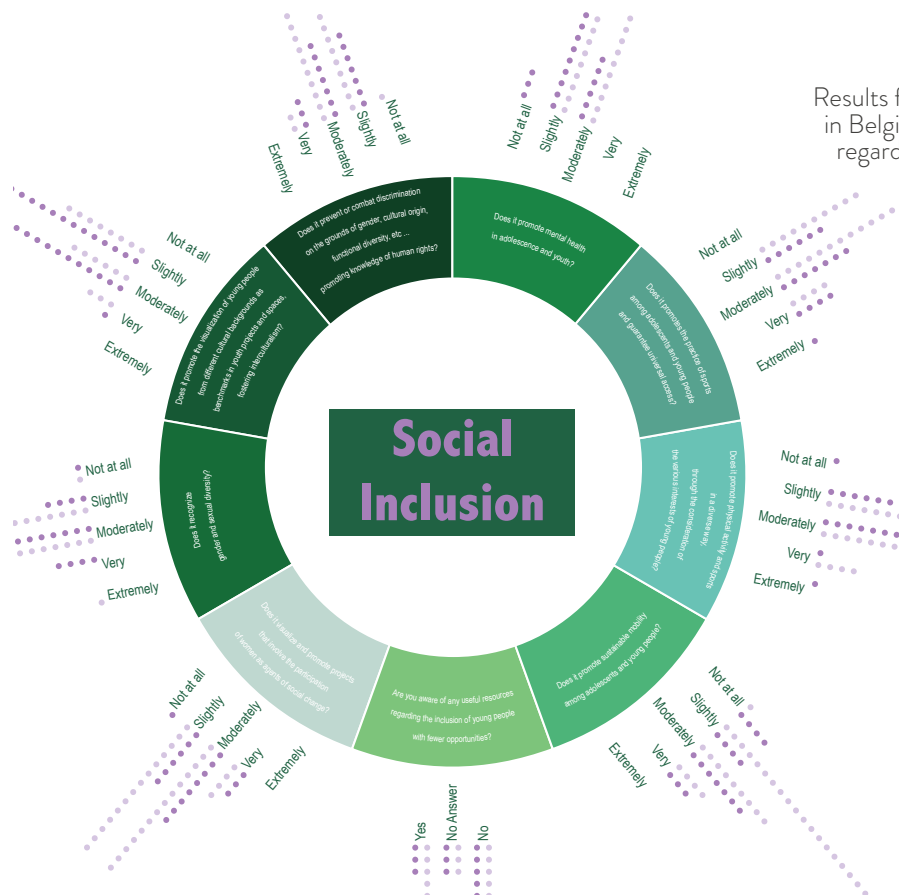 Results f
in Belgi
regard
Social
Inclusion
Does it promote mental health
in adolescence and youth?
Not at all
Slightly
Moderately
Very
Extremely
Does it promotes the practice of sports
among adolescents and young people
and guarantee universal access?
Not at all
Slightly
Moderately
Very
Extremely
Does it promote physical activity and sports
in a diverse way,
through the consideration of
the various interests of young people?
Not at all
Slightly
Moderately
Very
Extremely
Does it promote sustainable mobility
among adolescents and young people?
Not at all
Slightly
Moderately
Very
Extremely
Are you aware of any useful resources
regarding the inclusion of young people
with fewer opportunities?
Yes
No Answer
No
Does it visualize and promote projects
that involve the participation
of women as agents of social change?
Not at all
Slightly
Moderately
Very
Extremely
Does it recognize
gender and sexual diversity?
Not at all
Slightly
Moderately
Very
Extremely
Does it promote the visualization of young people
from different cultural backgrounds as
benchmarks in youth projects and spaces,
fostering interculturalism?
Not at all
Slightly
Moderately
Very
Extremely
Does it prevent or combat discrimination
on the grounds of gender, cultural origin,
functional diversity, etc ...
promoting knowledge of human rights?
Extremely
Very
Moderately
Slightly
Not at all